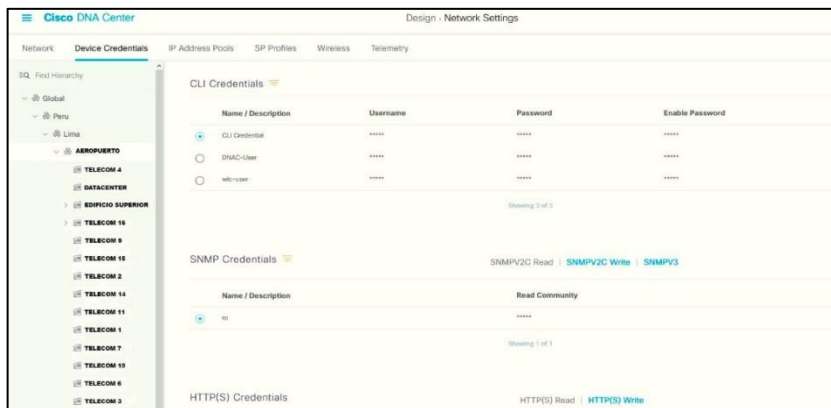 Cisco DNA Center
Design - Network Settings
Network Device Credentials IP Address Pools SP Profiles Wireless Telemetry
Find Hierarchy
Global
Peru
Lima
AEROPUERTO
TELECOM 4
DATACENTER
EDIFICIO SUPERIOR
TELECOM 16
TELECOM 9
TELECOM 15
TELECOM 2
TELECOM 14
TELECOM 11
TELECOM 1
TELECOM 7
TELECOM 10
TELECOM 6
TELECOM 3
CLI Credentials
Name / Description Username Password Enable Password
CLI Credential ***** ***** *****
DNAC-User ***** ***** *****
wlc-user ***** ***** *****
Showing 3 of 3
SNMP Credentials
SNMPV2C Read | SNMPV2C Write | SNMPV3
Name / Description Read Community
ro *****
Showing 1 of 1
HTTP(S) Credentials
HTTP(S) Read | HTTP(S) Write